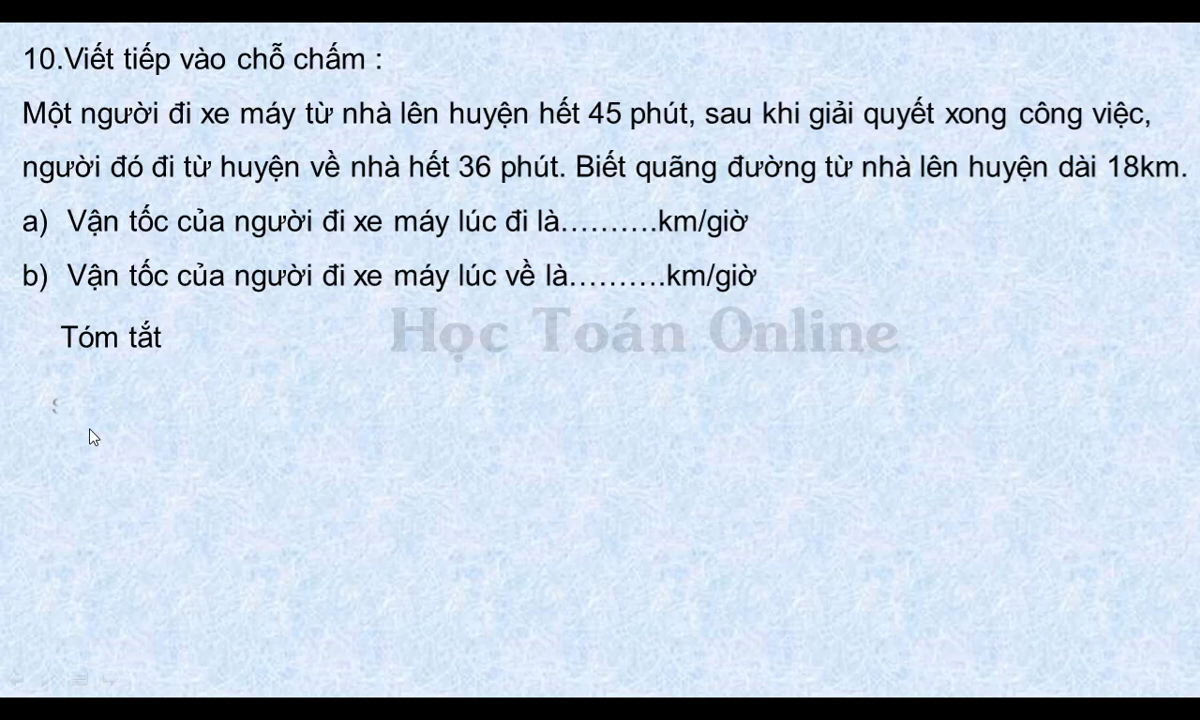 10.Viết tiếp vào chỗ chấm :
Một người đi xe máy từ nhà lên huyện hết 45 phút, sau khi giải quyết xong công việc,
người đó đi từ huyện về nhà hết 36 phút. Biết quãng đường từ nhà lên huyện dài 18km.
a) Vận tốc của người đi xe máy lúc đi là……….km/giờ
b) Vận tốc của người đi xe máy lúc về là……….km/giờ
Học Toán Online
Tóm tắt